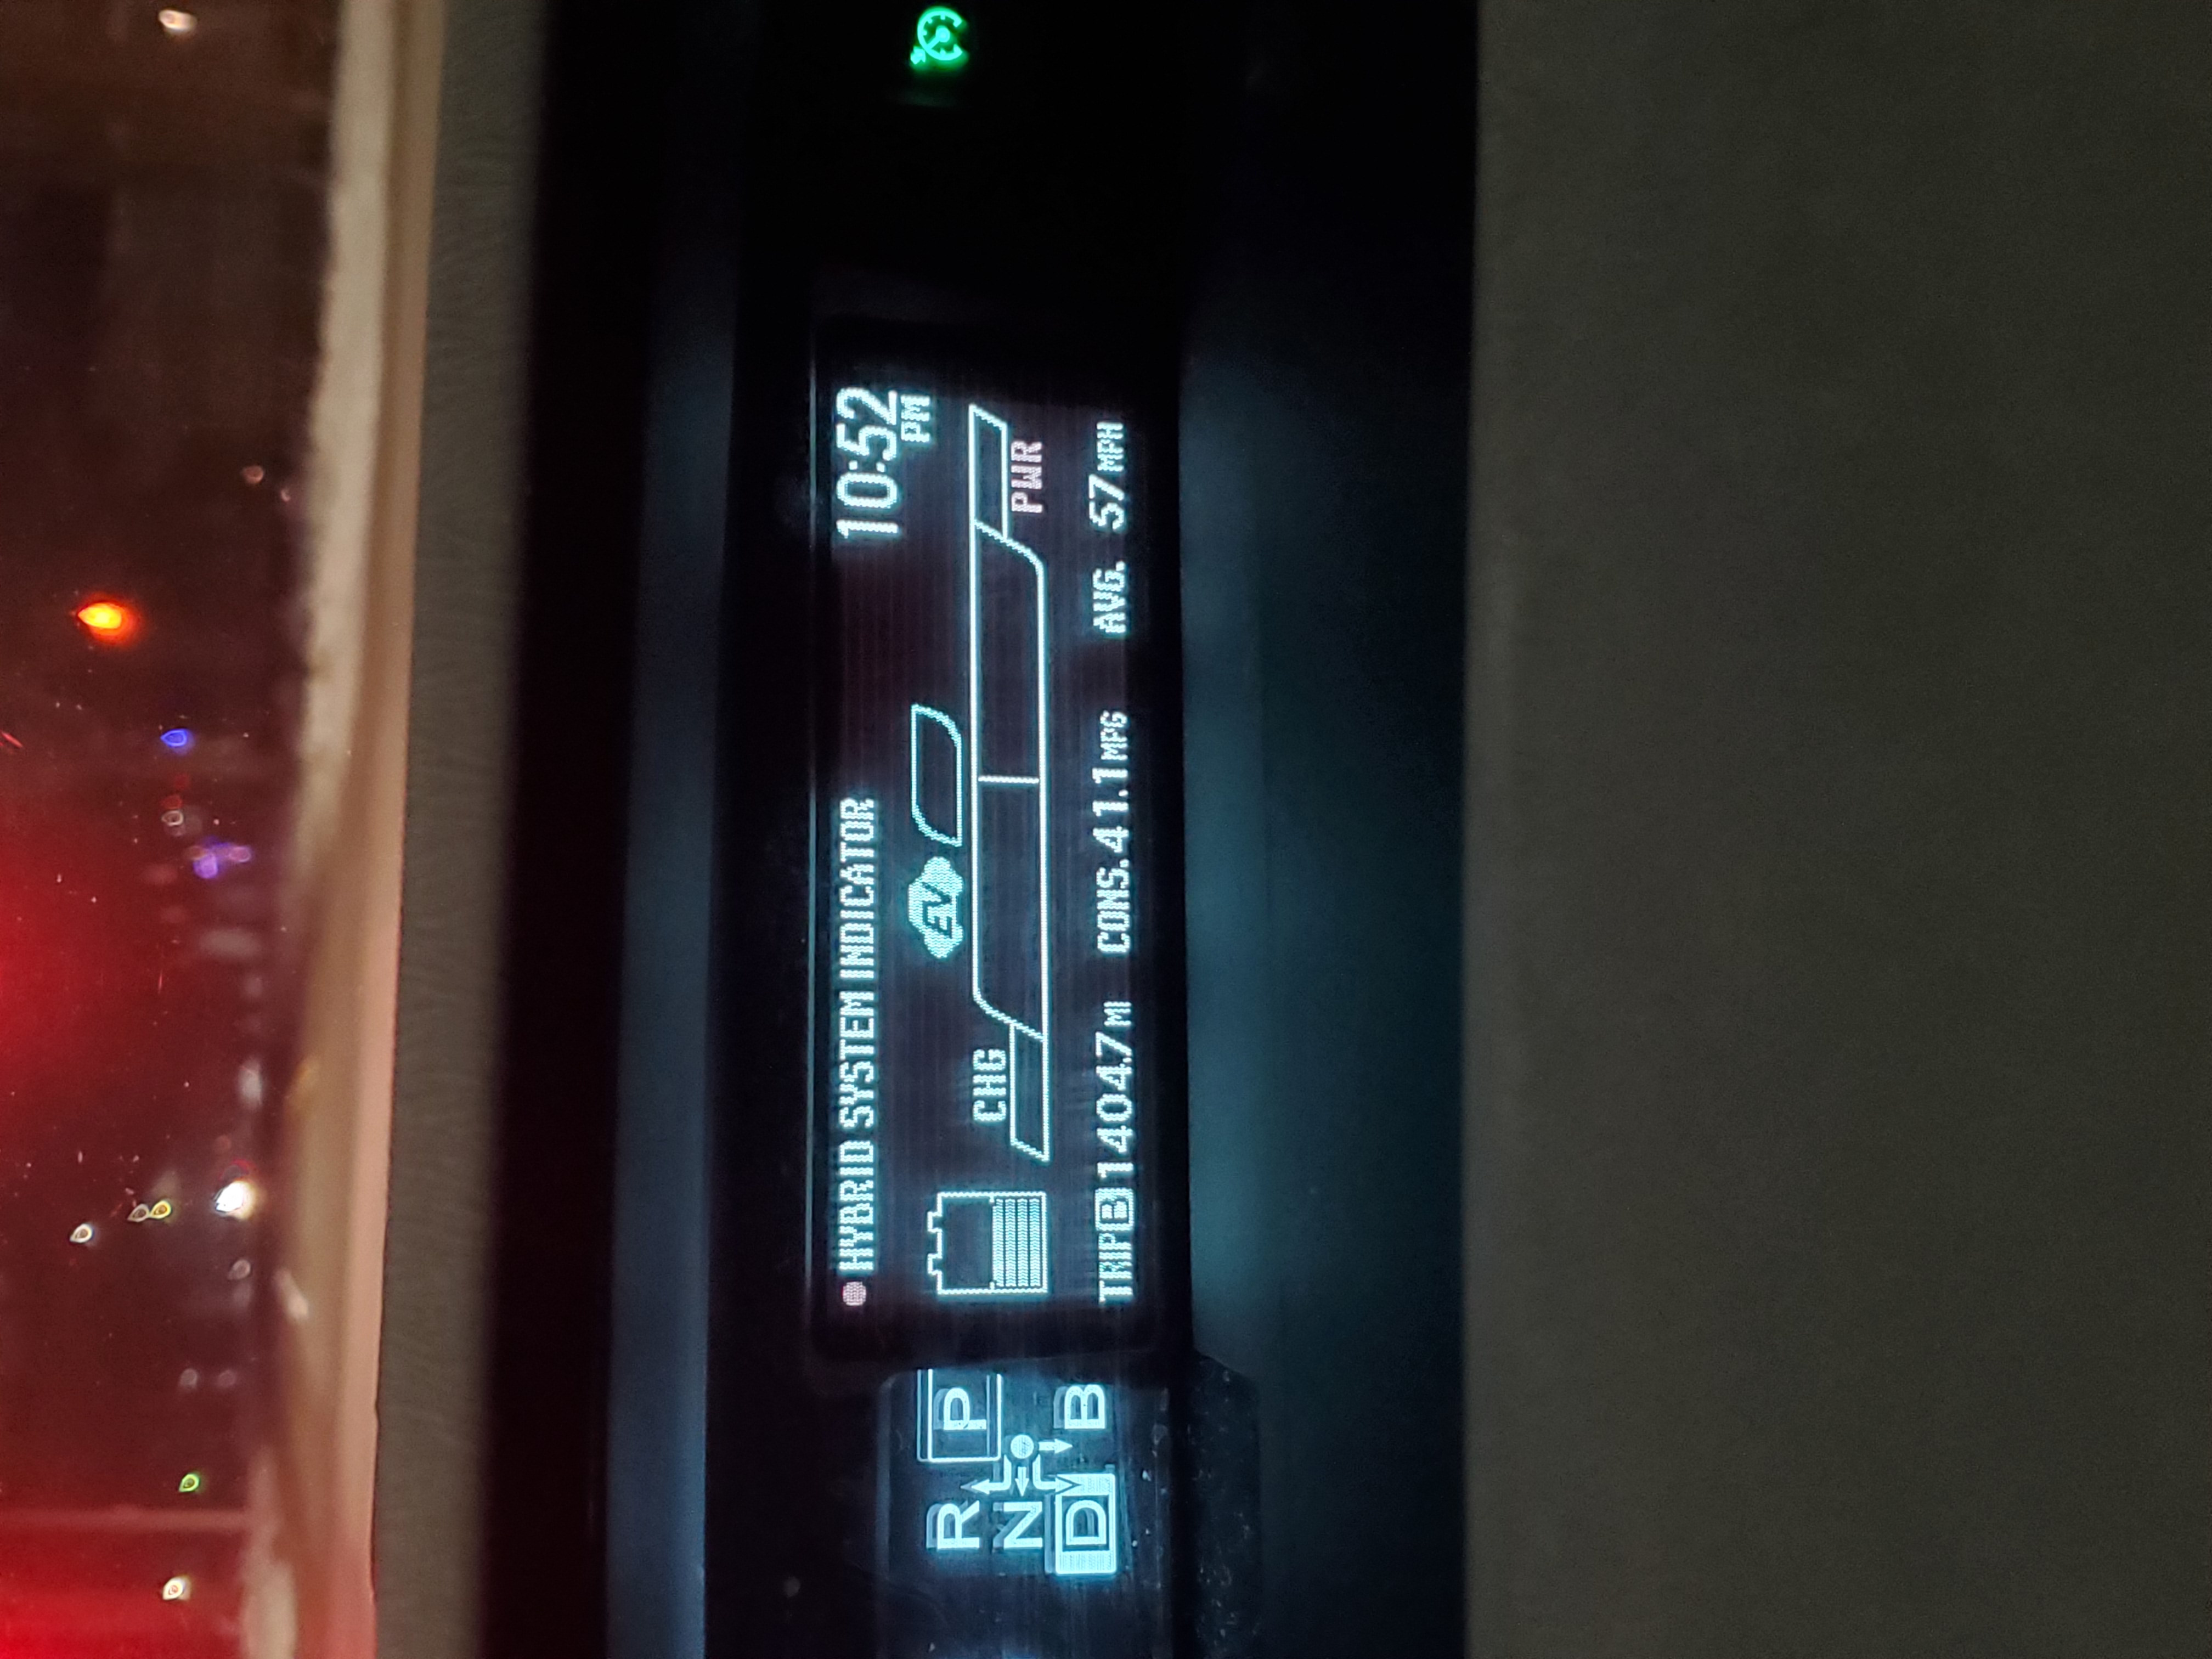 HYBRID SYSTEM INDICATOR
10:52
PM
EV
R
P
N
D
B
CHG
PWR
TRIP B 1404.7 MI CONS. 41.1 MPG AVG. 57 MPH